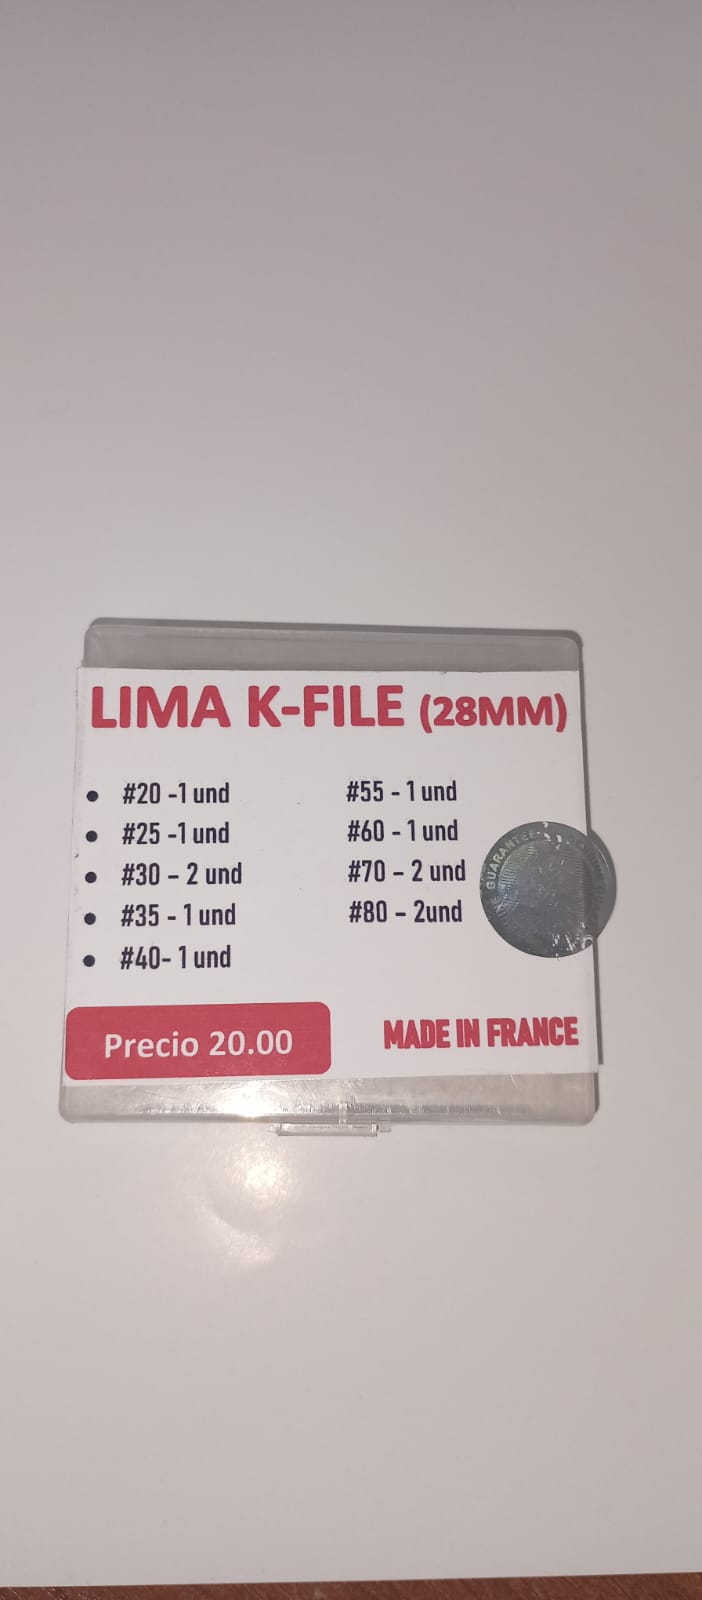 LIMA K-FILE (28MM)
• #20 -1 und
• #25 -1 und
• #30 – 2 und
• #35 - 1 und
• #40- 1 und
#55 - 1 und
#60 - 1 und
#70 – 2 und
#80 – 2und
GUARANTEE
Precio 20.00
MADE IN FRANCE